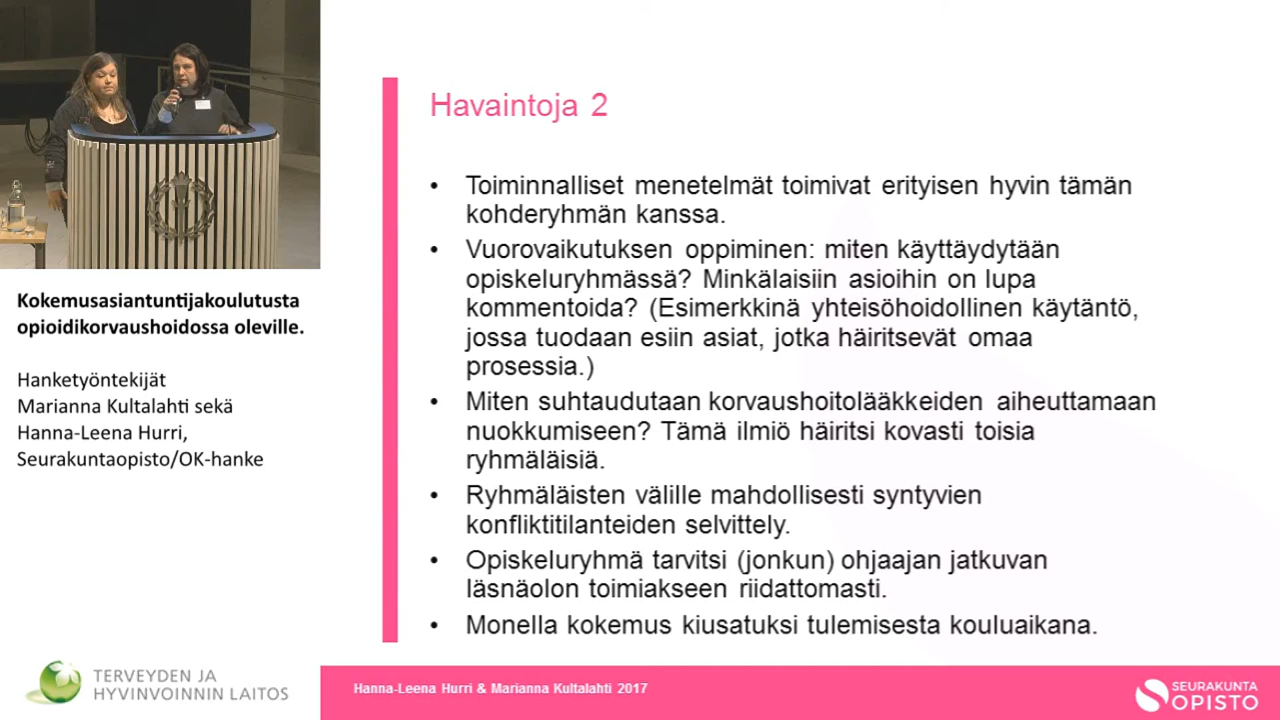 Kokemusasiantuntijakoulutusta
opioidikorvaushoidossa oleville.
Hanketyöntekijät
Marianna Kultalahti sekä
Hanna-Leena Hurri,
Seurakuntaopisto/OK-hanke
TERVEYDEN JA
HYVINVOINNIN LAITOS
Havaintoja 2
• Toiminnalliset menetelmät toimivat erityisen hyvin tämän
kohderyhmän kanssa.
• Vuorovaikutuksen oppiminen: miten käyttäydytään
opiskeluryhmässä? Minkälaisiin asioihin on lupa
kommentoida? (Esimerkkinä yhteisöhoidollinen käytäntö,
jossa tuodaan esiin asiat, jotka häiritsevät omaa
prosessia.)
• Miten suhtaudutaan korvaushoitolääkkeiden aiheuttamaan
nuokkumiseen? Tämä ilmiö häiritsi kovasti toisia
ryhmäläisiä.
• Ryhmäläisten välille mahdollisesti syntyvien
konfliktitilanteiden selvittely.
• Opiskeluryhmä tarvitsi (jonkun) ohjaajan jatkuvan
läsnäolon toimiakseen riidattomasti.
• Monella kokemus kiusatuksi tulemisesta kouluaikana.
Hanna-Leena Hurri & Marianna Kultalahti 2017
SEURAKUNTA
OPISTO